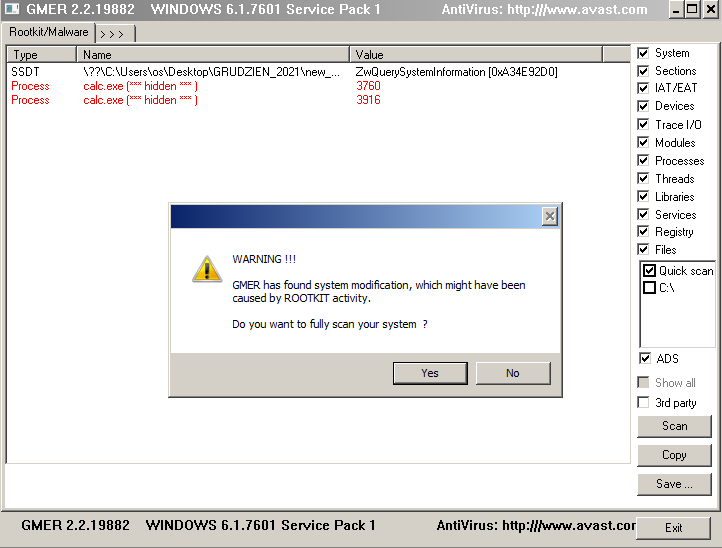 GMER 2.2.19882 WINDOWS 6.1.7601 Service Pack 1 AntiVirus: http:///www.avast.com
Rootkit/Malware > > >
Type Name Value
SSDT \??\C:\Users\os\Desktop\GRUDZIEN_2021\new_... ZwQuerySystemInformation [0xA34E92D0]
Process calc.exe (*** hidden *** ) 3760
Process calc.exe (*** hidden *** ) 3916
WARNING !!!
GMER has found system modification, which might have been
caused by ROOTKIT activity.
Do you want to fully scan your system ?
Yes No
System
Sections
IAT/EAT
Devices
Trace I/O
Modules
Processes
Threads
Libraries
Services
Registry
Files
Quick scan
C:\
ADS
Show all
3rd party
Scan
Copy
Save ...
GMER 2.2.19882 WINDOWS 6.1.7601 Service Pack 1 AntiVirus: http:///www.avast.cor
Exit